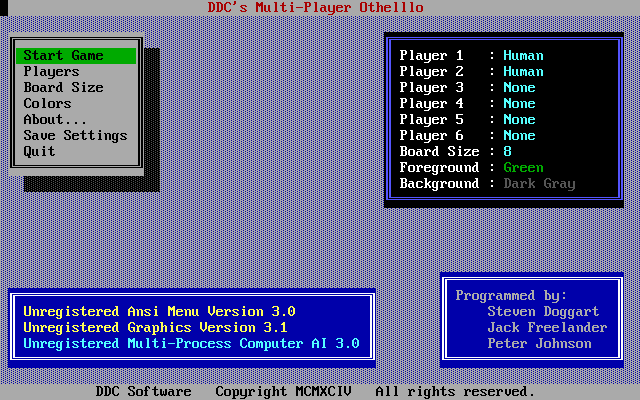 DDC's Multi-Player Othelllo
Start Game
Players
Board Size
Colors
About...
Save Settings
Quit
Player 1 : Human
Player 2 : Human
Player 3 : None
Player 4 : None
Player 5 : None
Player 6 : None
Board Size : 8
Foreground : Green
Background : Dark Gray
Unregistered Ansi Menu Version 3.0
Unregistered Graphics Version 3.1
Unregistered Multi-Process Computer AI 3.0
Programmed by:
Steven Doggart
Jack Freelander
Peter Johnson
DDC Software Copyright MCMXCIV All rights reserved.